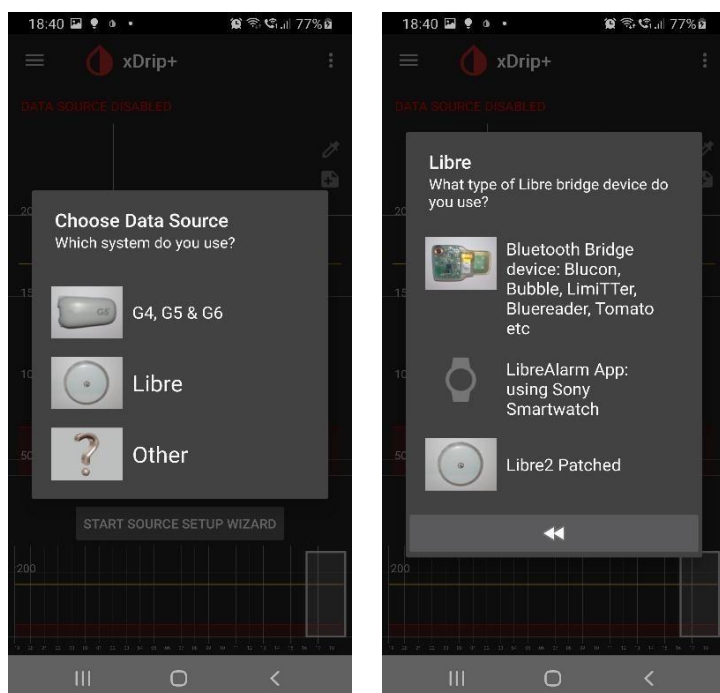 18:40
77%
xDrip+
DATA SOURCE DISABLED
Choose Data Source
Which system do you use?
G5
G4, G5 & G6
Libre
Other
50
START SOURCE SETUP WIZARD
200
18:40
77%
xDrip+
DATA SOURCE DISABLED
Libre
What type of Libre bridge device do
you use?
Bluetooth Bridge
device: Blucon,
Bubble, LimiTTer,
Bluereader, Tomato
etc
LibreAlarm App:
using Sony
Smartwatch
Libre2 Patched
50
200